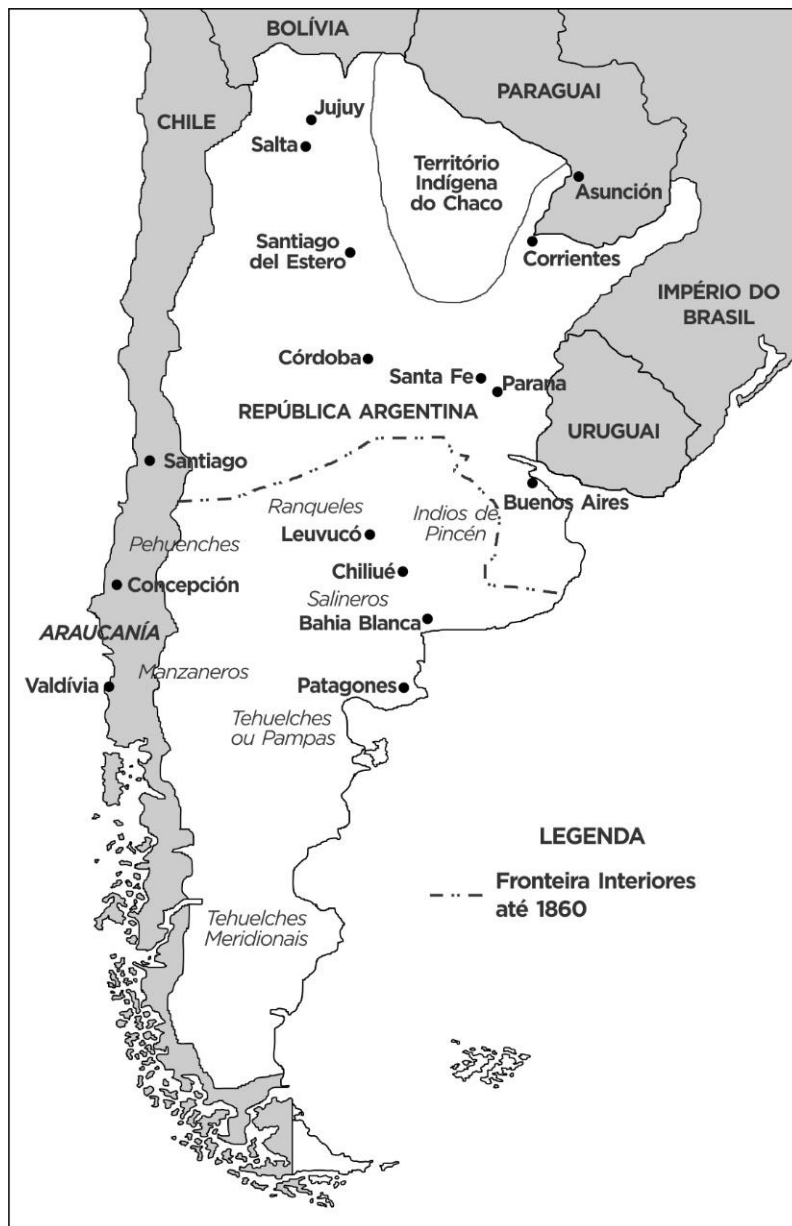 BOLÍVIA
PARAGUAI
CHILE
Jujuy
Salta
Território
Indígena
do Chaco
Asunción
Santiago
del Estero
Corrientes
IMPÉRIO DO
BRASIL
Córdoba
Santa Fe
Parana
REPÚBLICA ARGENTINA
URUGUAI
Santiago
Buenos Aires
Ranqueles
Indios de
Pincén
Leuvucó
Pehuenches
Chiliué
Concepción
Salineros
Bahia Blanca
ARAUCANÍA
Manzaneros
Valdívia
Patagones
Tehuelches
ou Pampas
LEGENDA
Fronteira Interiores
até 1860
Tehuelches
Meridionais